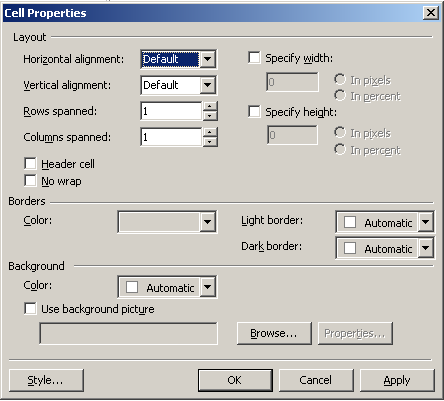 Cell Properties
Layout
Horizontal alignment: Default
Specify width:
Vertical alignment: Default
0 In pixels
In percent
Rows spanned: 1
Specify height:
Columns spanned: 1
0 In pixels
In percent
Header cell
No wrap
Borders
Color:
Light border: Automatic
Dark border: Automatic
Background
Color: Automatic
Use background picture
Browse... Properties...
Style... OK Cancel Apply